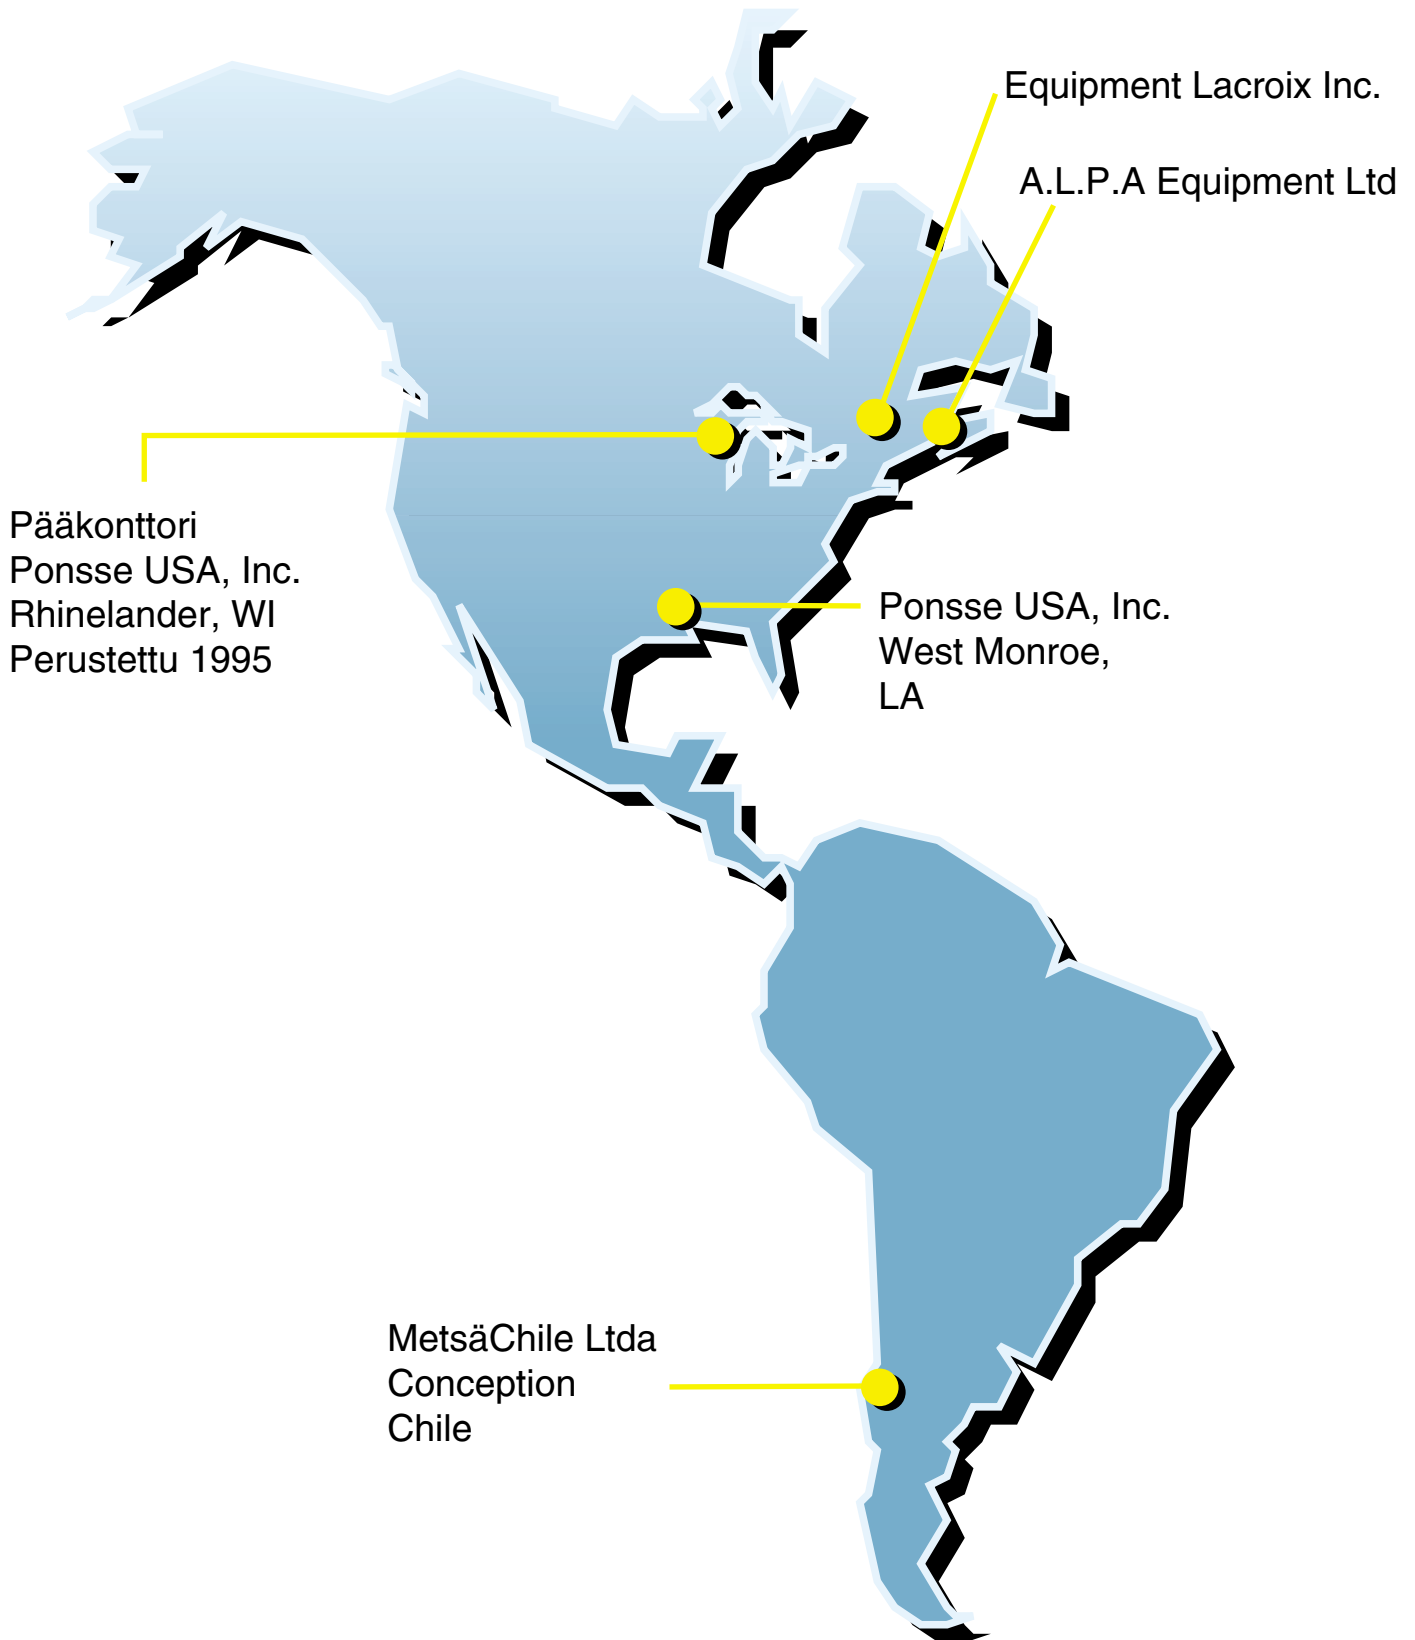 Equipment Lacroix Inc.
A.L.P.A Equipment Ltd
Pääkonttori
Ponsse USA, Inc.
Rhinelander, WI
Perustettu 1995
Ponsse USA, Inc.
West Monroe,
LA
MetsäChile Ltda
Conception
Chile